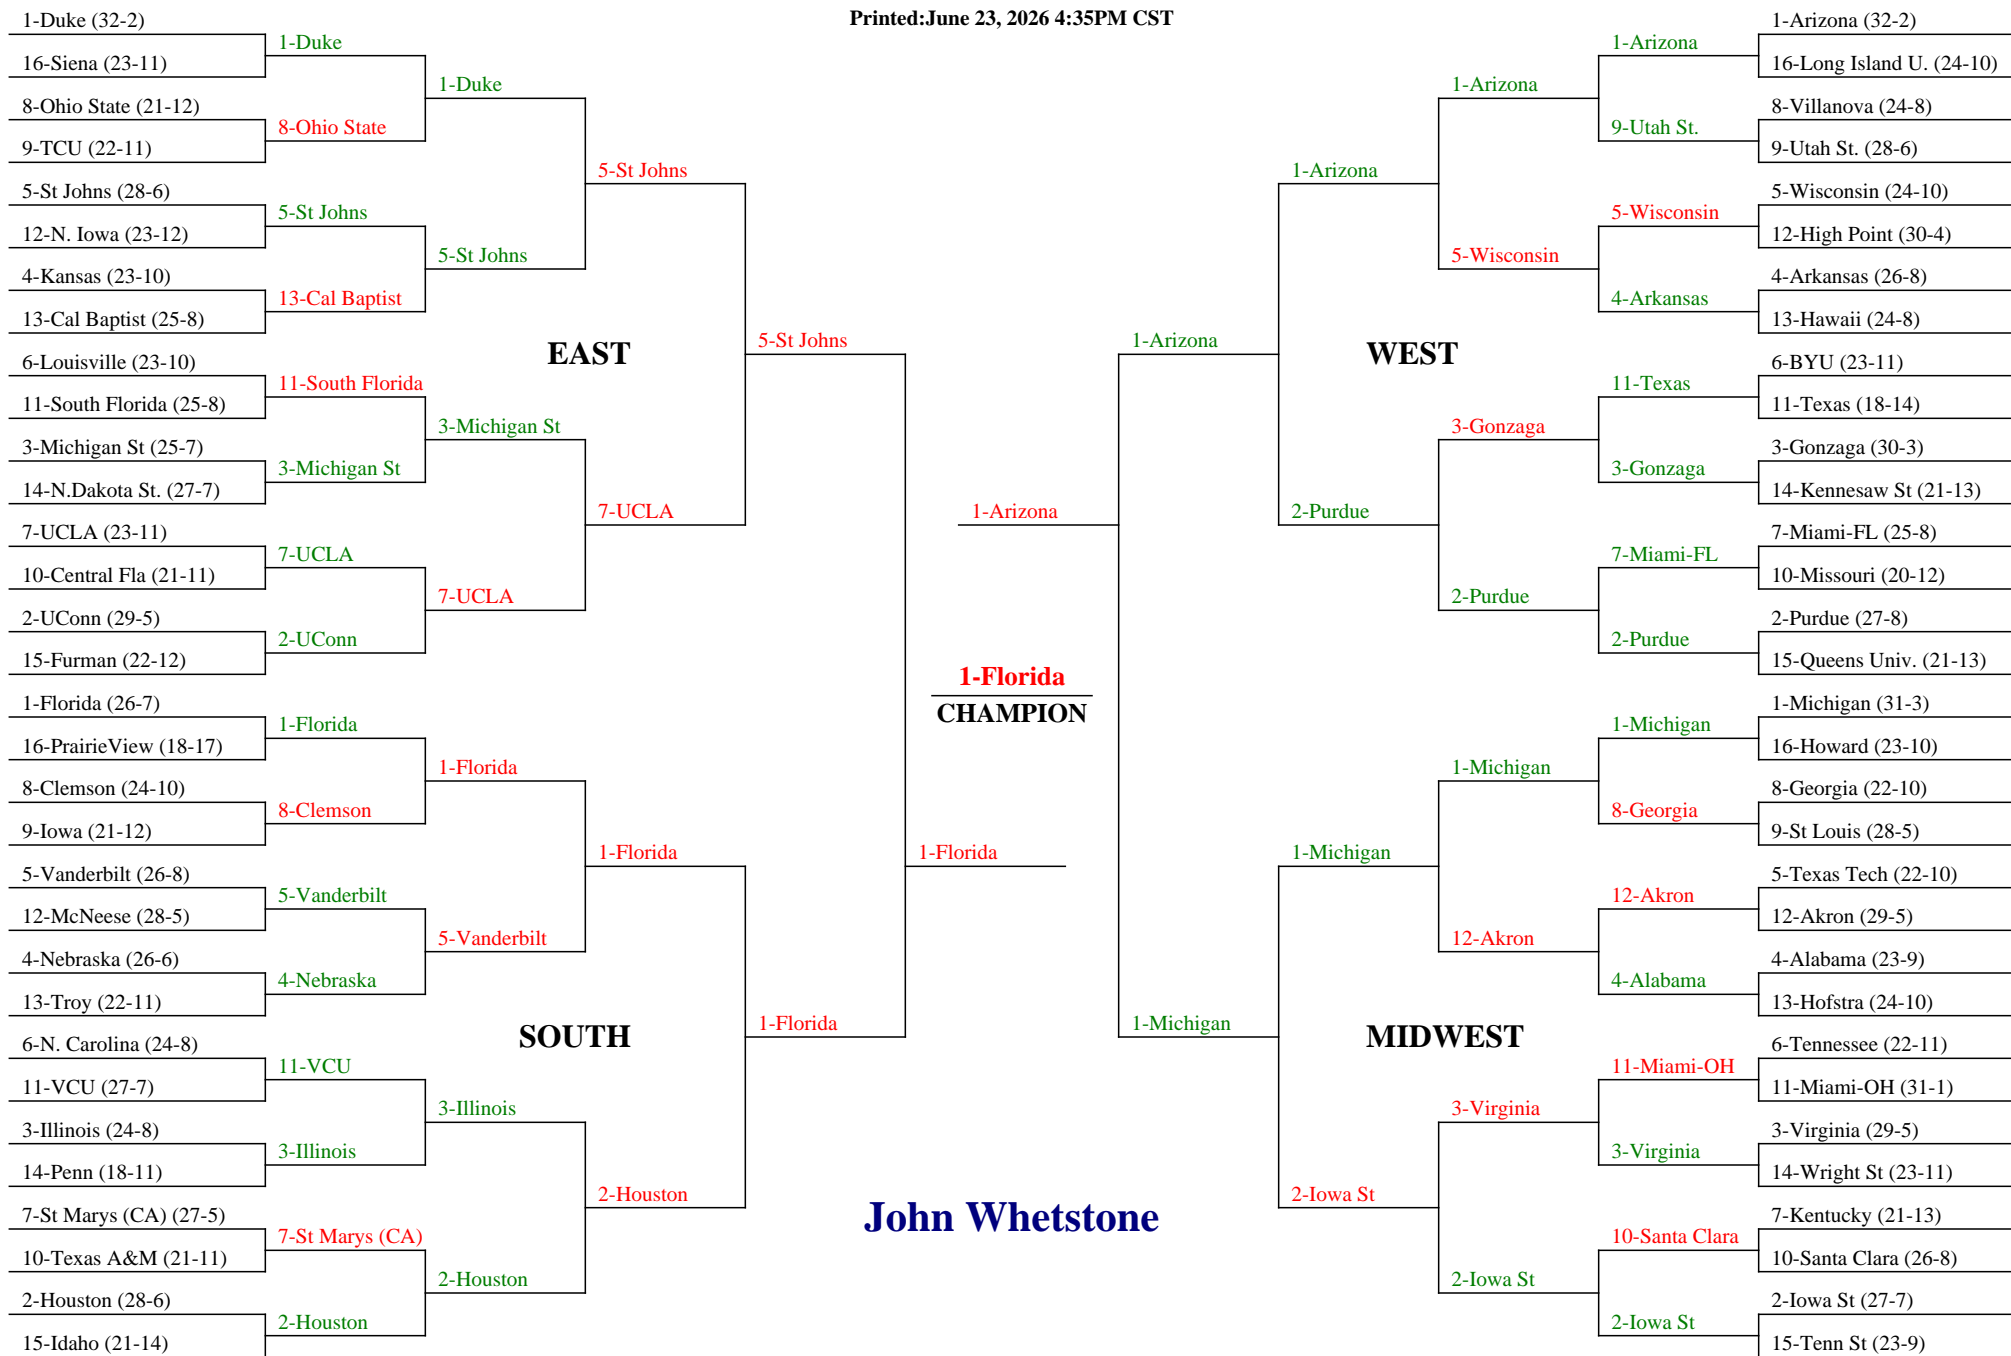 Printed:June 23, 2026 4:35PM CST
1-Duke (32-2)
16-Siena (23-11)
8-Ohio State (21-12)
9-TCU (22-11)
5-St Johns (28-6)
12-N. Iowa (23-12)
4-Kansas (23-10)
13-Cal Baptist (25-8)
6-Louisville (23-10)
11-South Florida (25-8)
3-Michigan St (25-7)
14-N.Dakota St. (27-7)
7-UCLA (23-11)
10-Central Fla (21-11)
2-UConn (29-5)
15-Furman (22-12)
1-Florida (26-7)
16-PrairieView (18-17)
8-Clemson (24-10)
9-Iowa (21-12)
5-Vanderbilt (26-8)
12-McNeese (28-5)
4-Nebraska (26-6)
13-Troy (22-11)
6-N. Carolina (24-8)
11-VCU (27-7)
3-Illinois (24-8)
14-Penn (18-11)
7-St Marys (CA) (27-5)
10-Texas A&M (21-11)
2-Houston (28-6)
15-Idaho (21-14)
1-Duke
8-Ohio State
5-St Johns
13-Cal Baptist
11-South Florida
3-Michigan St
7-UCLA
2-UConn
1-Florida
8-Clemson
5-Vanderbilt
4-Nebraska
11-VCU
3-Illinois
7-St Marys (CA)
2-Houston
1-Duke
5-St Johns
3-Michigan St
7-UCLA
1-Florida
5-Vanderbilt
3-Illinois
2-Houston
5-St Johns
7-UCLA
1-Florida
2-Houston
EAST
SOUTH
5-St Johns
1-Florida
1-Florida
1-Florida
CHAMPION
John Whetstone
1-Arizona
1-Arizona
1-Michigan
WEST
MIDWEST
1-Arizona
2-Purdue
1-Michigan
2-Iowa St
1-Arizona
5-Wisconsin
3-Gonzaga
2-Purdue
1-Michigan
12-Akron
3-Virginia
2-Iowa St
1-Arizona
9-Utah St.
5-Wisconsin
4-Arkansas
11-Texas
3-Gonzaga
7-Miami-FL
2-Purdue
1-Michigan
8-Georgia
12-Akron
4-Alabama
11-Miami-OH
3-Virginia
10-Santa Clara
2-Iowa St
1-Arizona (32-2)
16-Long Island U. (24-10)
8-Villanova (24-8)
9-Utah St. (28-6)
5-Wisconsin (24-10)
12-High Point (30-4)
4-Arkansas (26-8)
13-Hawaii (24-8)
6-BYU (23-11)
11-Texas (18-14)
3-Gonzaga (30-3)
14-Kennesaw St (21-13)
7-Miami-FL (25-8)
10-Missouri (20-12)
2-Purdue (27-8)
15-Queens Univ. (21-13)
1-Michigan (31-3)
16-Howard (23-10)
8-Georgia (22-10)
9-St Louis (28-5)
5-Texas Tech (22-10)
12-Akron (29-5)
4-Alabama (23-9)
13-Hofstra (24-10)
6-Tennessee (22-11)
11-Miami-OH (31-1)
3-Virginia (29-5)
14-Wright St (23-11)
7-Kentucky (21-13)
10-Santa Clara (26-8)
2-Iowa St (27-7)
15-Tenn St (23-9)